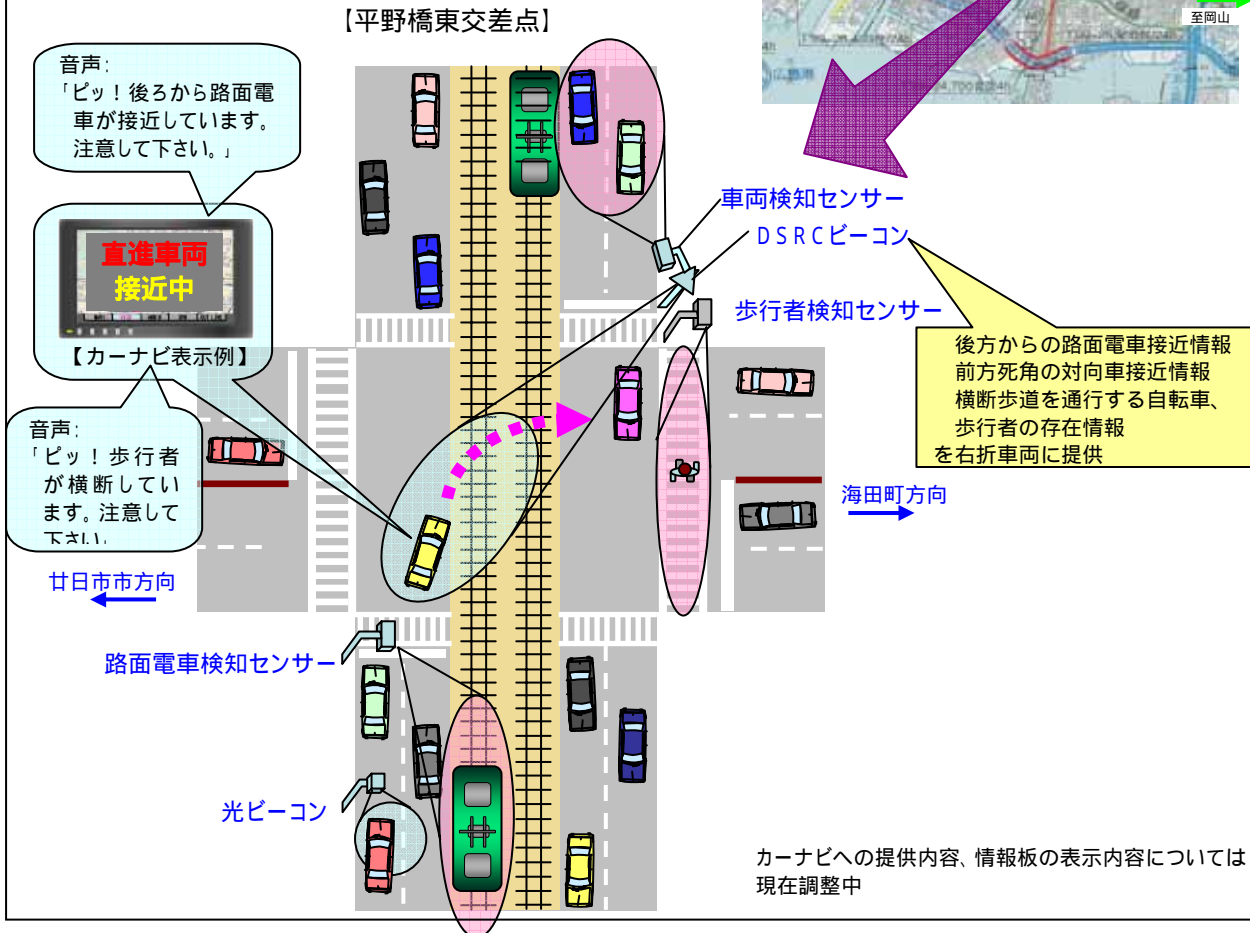 【平野橋東交差点】
至岡山
音声：
「ピッ！後ろから路面電
車が接近しています。
注意して下さい。」
直進車両
接近中
【カーナビ表示例】
音声：
「ピッ！歩行者
が横断してい
ます。注意して
下さい」
車両検知センサー
DSRCビーコン
歩行者検知センサー
後方からの路面電車接近情報
前方死角の対向車接近情報
横断歩道を通行する自転車、
歩行者の存在情報
を右折車両に提供
海田町方向
廿日市市方向
路面電車検知センサー
光ビーコン
カーナビへの提供内容、情報板の表示内容については
現在調整中